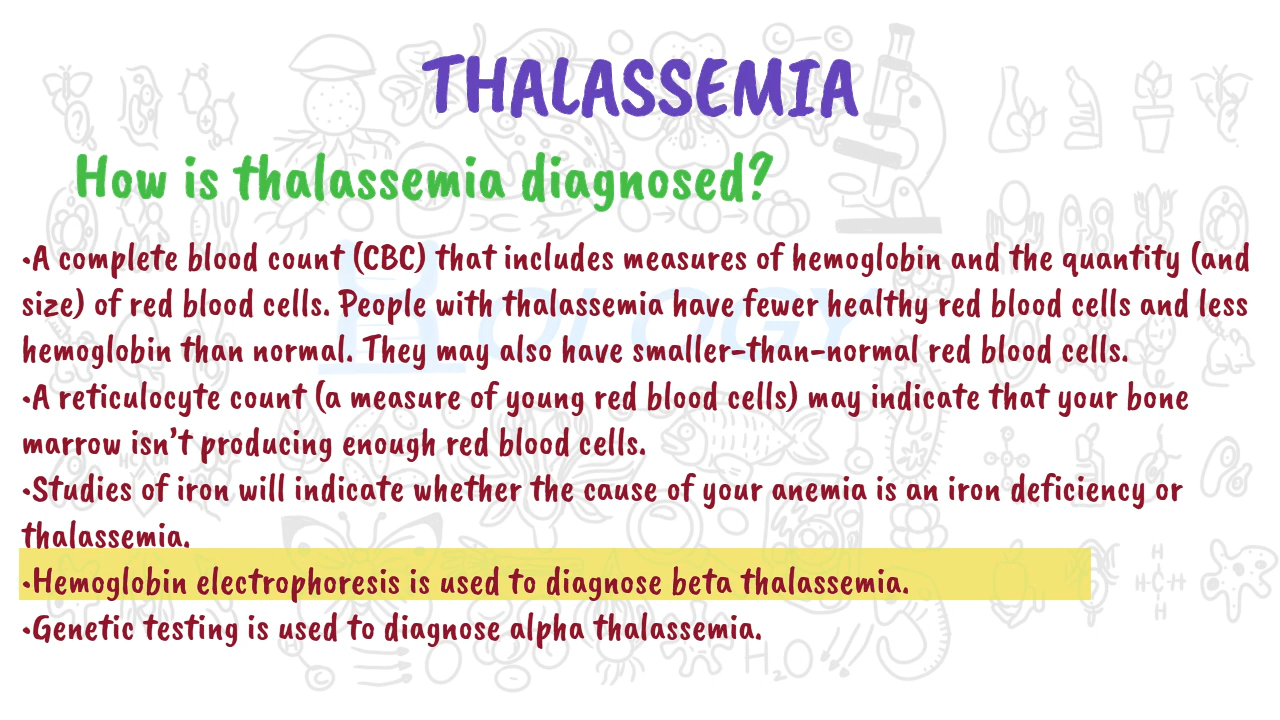 THALASSEMIA
How is thalassemia diagnosed?
•A complete blood count (CBC) that includes measures of hemoglobin and the quantity (and
size) of red blood cells. People with thalassemia have fewer healthy red blood cells and less
hemoglobin than normal. They may also have smaller-than-normal red blood cells.
•A reticulocyte count (a measure of young red blood cells) may indicate that your bone
marrow isn't producing enough red blood cells.
•Studies of iron will indicate whether the cause of your anemia is an iron deficiency or
thalassemia.
•Hemoglobin electrophoresis is used to diagnose beta thalassemia.
•Genetic testing is used to diagnose alpha thalassemia.
H₂O